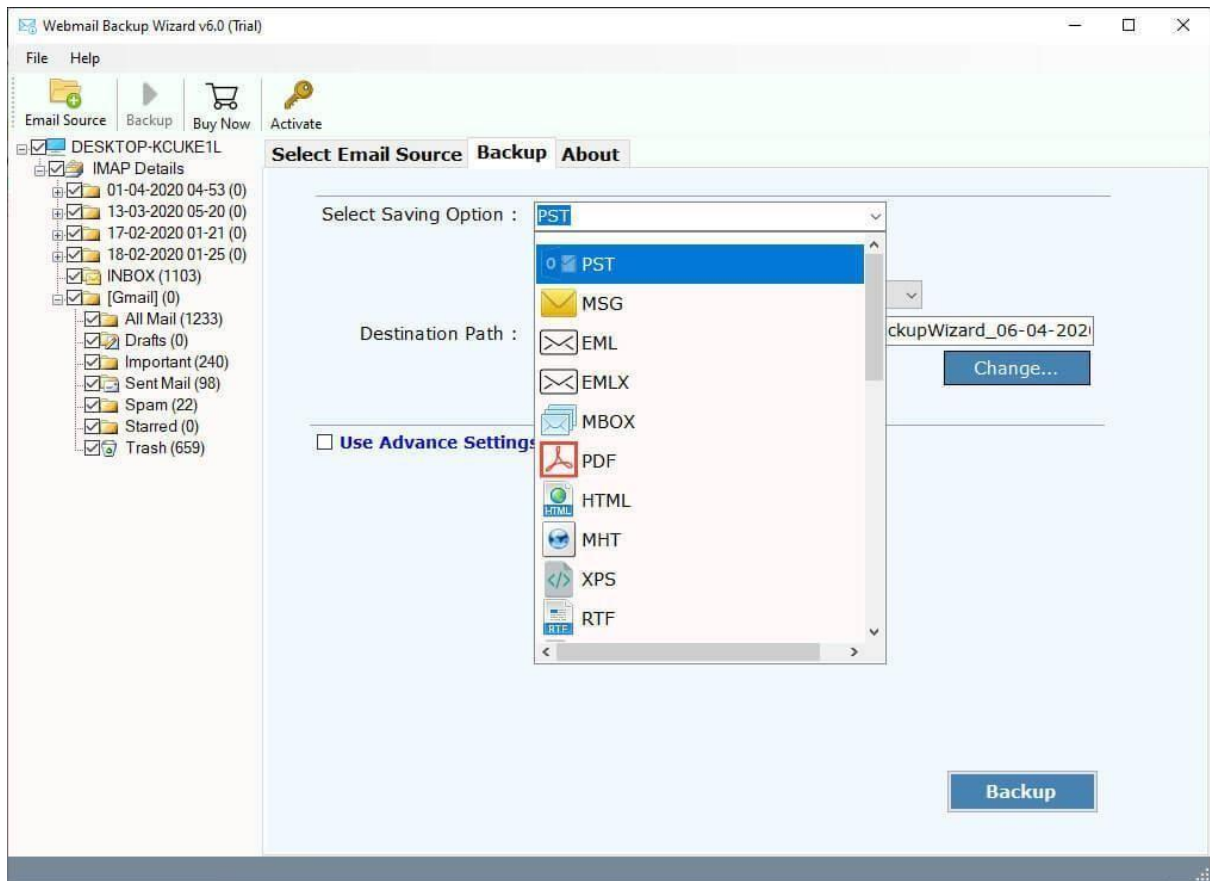 Webmail Backup Wizard v6.0 (Trial)
File Help
Email Source Backup Buy Now Activate
DESKTOP-KCUKE1L
IMAP Details
01-04-2020 04-53 (0)
13-03-2020 05-20 (0)
17-02-2020 01-21 (0)
18-02-2020 01-25 (0)
INBOX (1103)
[Gmail] (0)
All Mail (1233)
Drafts (0)
Important (240)
Sent Mail (98)
Spam (22)
Starred (0)
Trash (659)
Select Email Source Backup About
Select Saving Option : PST
PST
MSG
EML
EMLX
MBOX
PDF
HTML
MHT
XPS
RTF
Destination Path : ckupWizard_06-04-202
Change...
Use Advance Settings
Backup